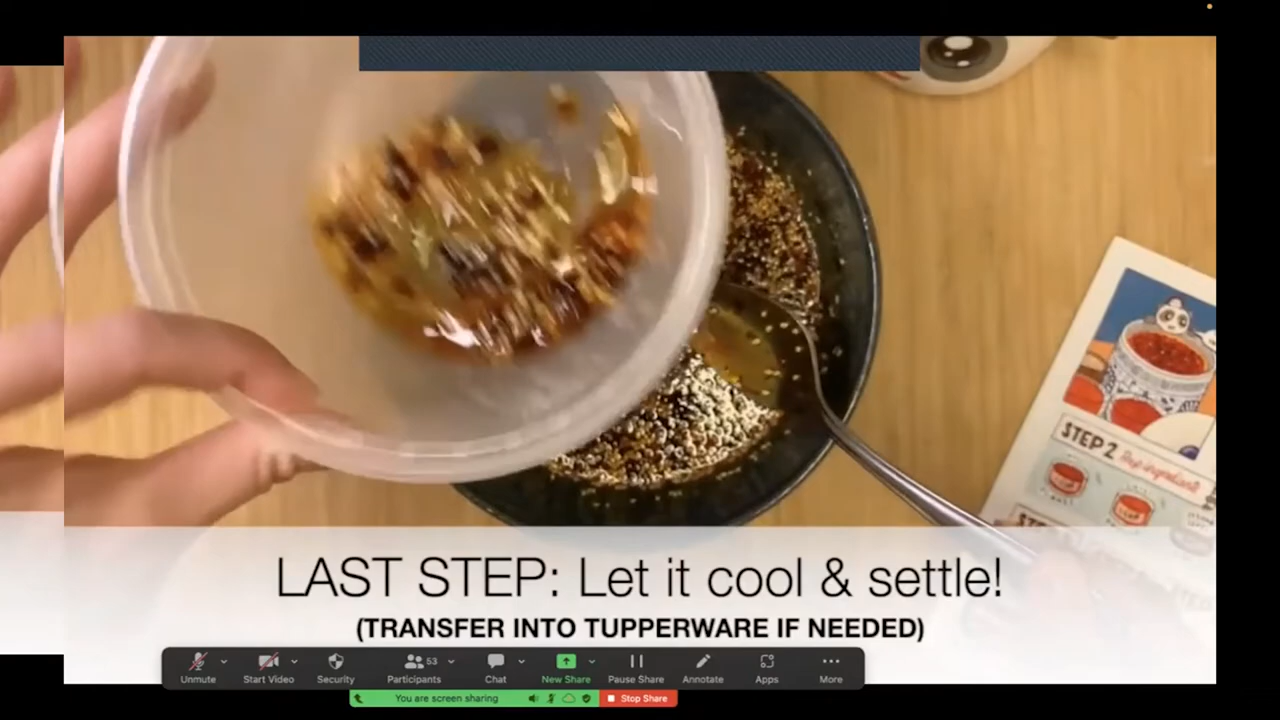 STEP 2
LAST STEP: Let it cool & settle!
(TRANSFER INTO TUPPERWARE IF NEEDED)
Unmute
Start Video
Security
53
Participants
Chat
New Share
Pause Share
Annotate
Apps
More
You are screen sharing
Stop Share